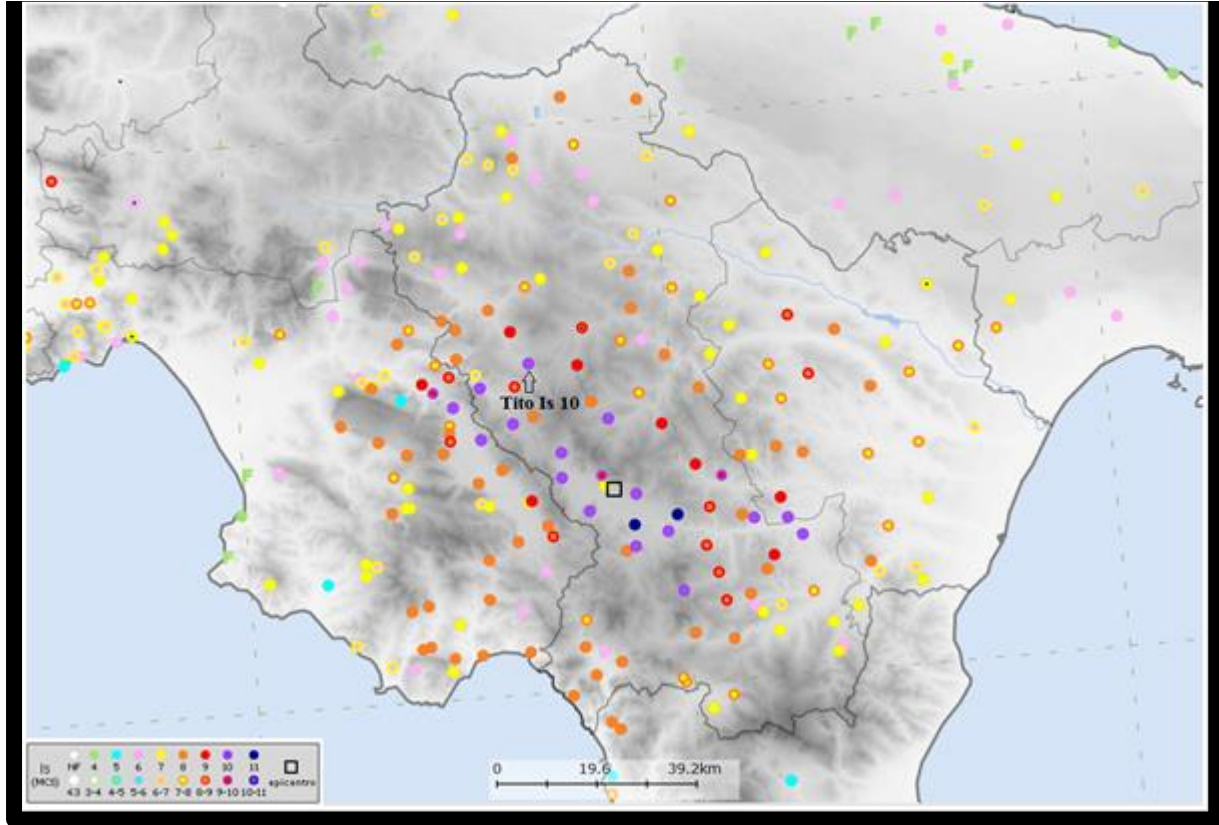 Tito Is 10
0 19.6 39.2km
Is NF 4 5 6 7 8 9 10 11
(MCS) epicentro
<3 3-4 4-5 5-6 6-7 7-8 8-9 9-10 10-11